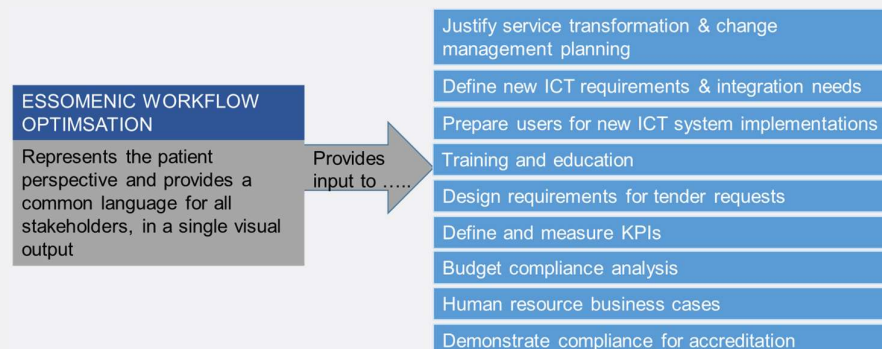 ESSOMENIC WORKFLOW
OPTIMSATION
Represents the patient
perspective and provides a
common language for all
stakeholders, in a single visual
output
Provides
input to …..
Justify service transformation & change
management planning
Define new ICT requirements & integration needs
Prepare users for new ICT system implementations
Training and education
Design requirements for tender requests
Define and measure KPIs
Budget compliance analysis
Human resource business cases
Demonstrate compliance for accreditation